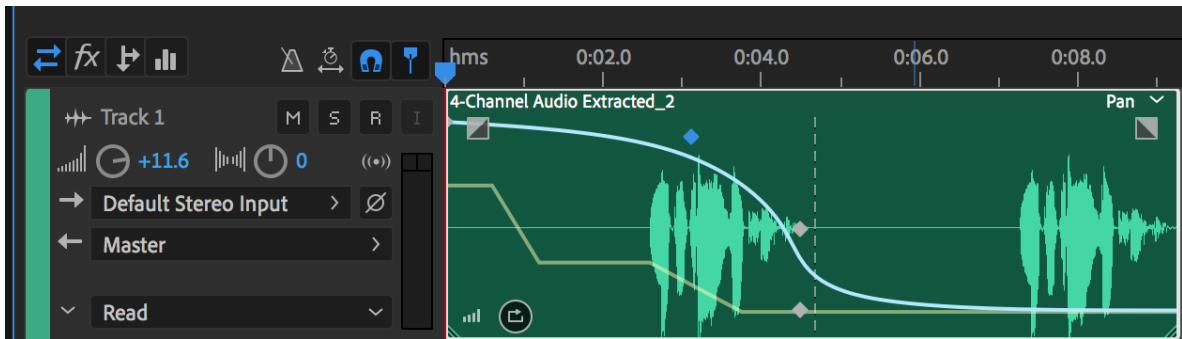 fx
hms 0:02.0 0:04.0 0:06.0 0:08.0
4-Channel Audio Extracted_2 Pan
Track 1 M S R I
+11.6 0
Default Stereo Input
Master
Read